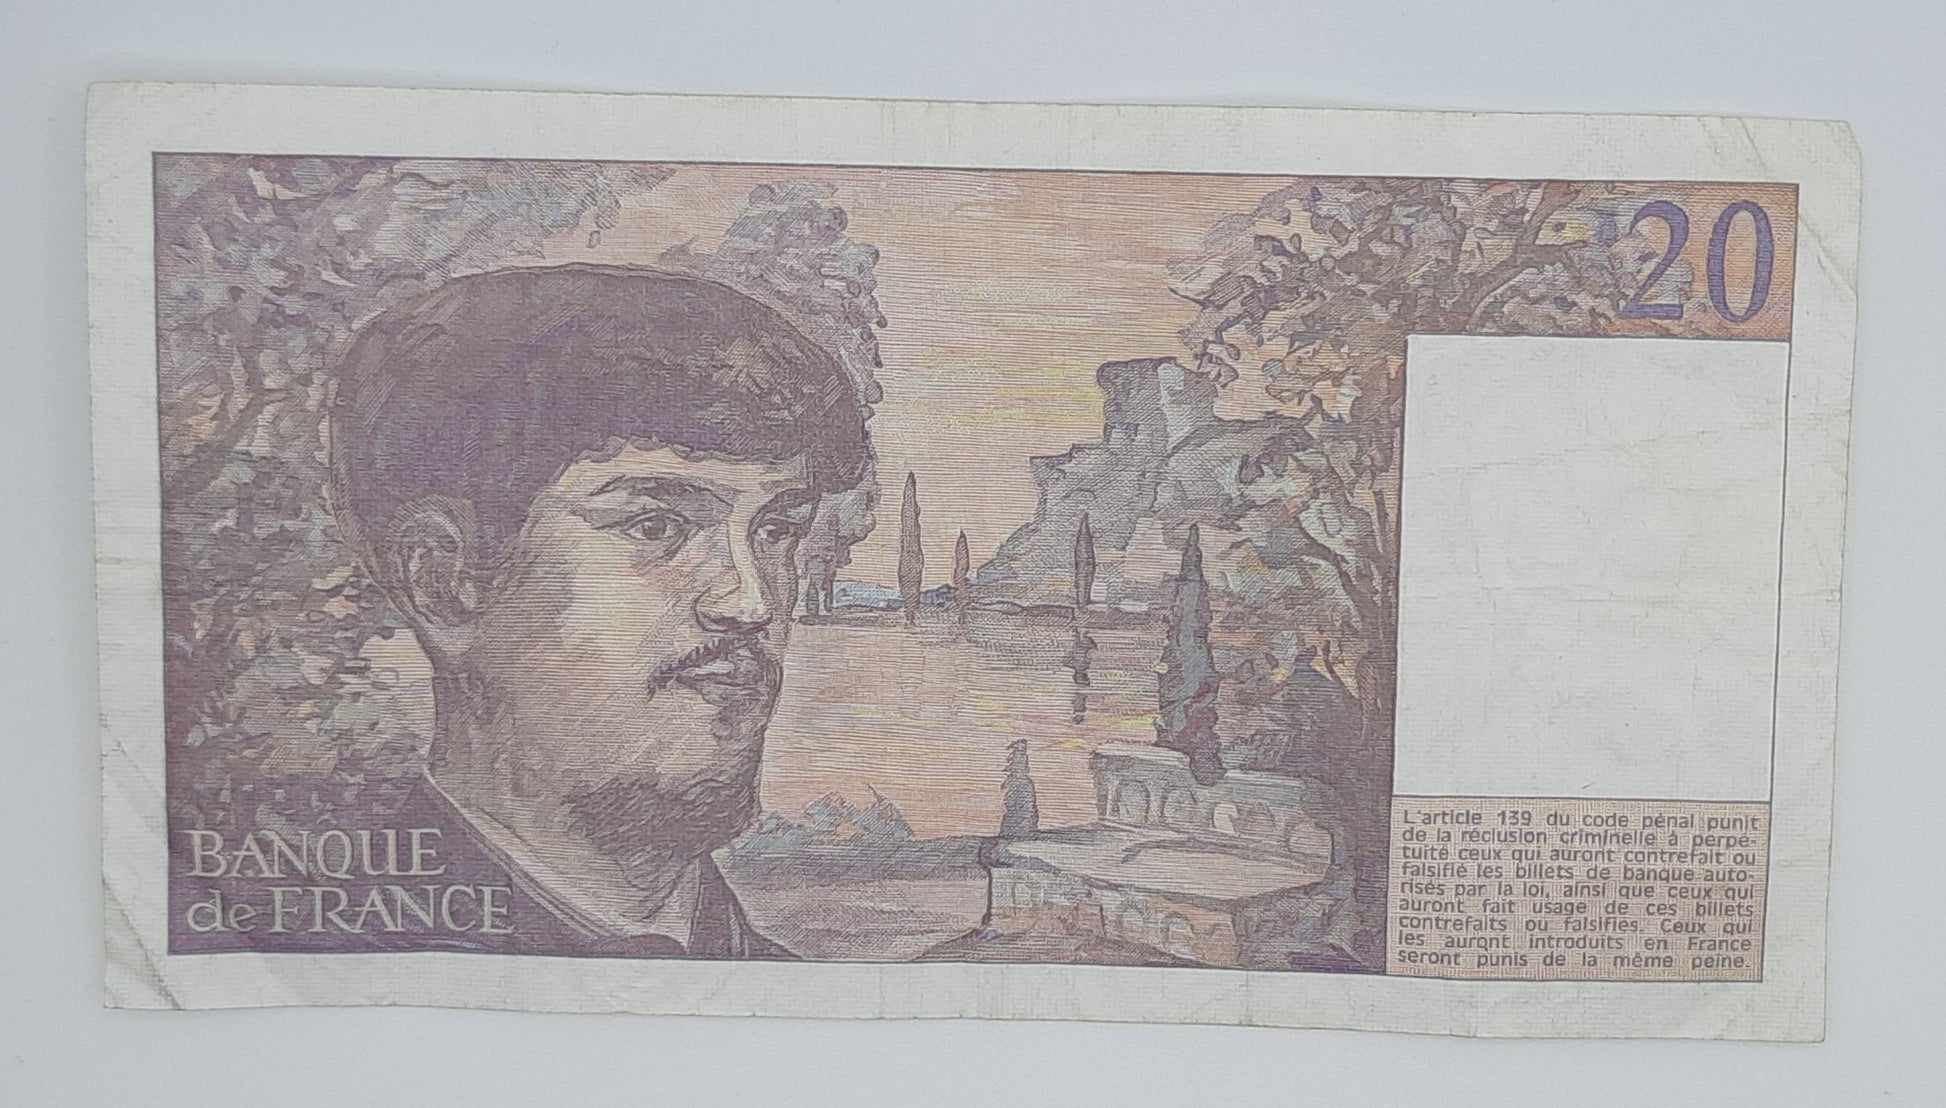 20
BANQUE
de FRANCE
L'article 139 du code pénal punit
de la réclusion criminelle à perpé-
tuité ceux qui auront contrefait ou
falsifié les billets de banque auto-
risés par la loi, ainsi que ceux qui
auront fait usage de ces billets
contrefaits ou falsifiés. Ceux qui
les auront introduits en France
seront punis de la même peine.